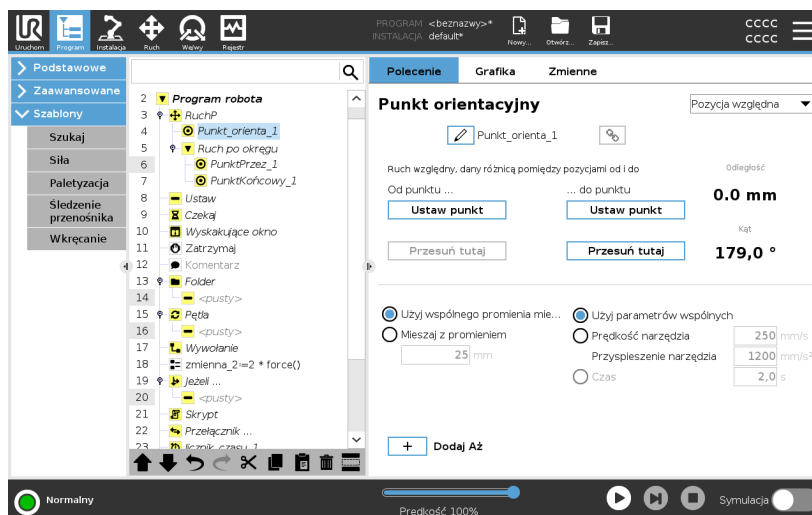 PROGRAM <beznazwy>*
INSTALACJA default*
CCCC
CCCC
Uruchom Program Instalacja Ruch We/wy Rejestr Nowy... Otwórz... Zapisz...
Podstawowe
Zaawansowane
Szablony
Szukaj
Siła
Paletyzacja
Śledzenie
przenośnika
Wkręcanie
2 Program robota
3 RuchP
4 Punkt_orienta_1
5 Ruch po okręgu
6 PunktPrzez_1
7 PunktKońcowy_1
8 Ustaw
9 Czekaj
10 Wyskakujące okno
11 Zatrzymaj
12 Komentarz
13 Folder
14 <pusty>
15 Pętla
16 <pusty>
17 Wywołanie
18 zmienna_2≔2 * force()
19 Jeżeli ...
20 <pusty>
21 Skrypt
22 Przełącznik ...
23 licznik_czasu_1
Polecenie Grafika Zmienne
Punkt orientacyjny Pozycja względna
Punkt_orienta_1
Ruch względny, dany różnicą pomiędzy pozycjami od i do
Odległość
Od punktu ... ... do punktu
0.0 mm
Ustaw punkt Ustaw punkt
Kąt
Przesuń tutaj Przesuń tutaj
179,0 °
Użyj wspólnego promienia mie... Użyj parametrów wspólnych
Mieszaj z promieniem Prędkość narzędzia 250 mm/s
25 mm Przyspieszenie narzędzia 1200 mm/s²
Czas 2,0 s
+ Dodaj Aż
Normalny
Prędkość 100%
Symulacja